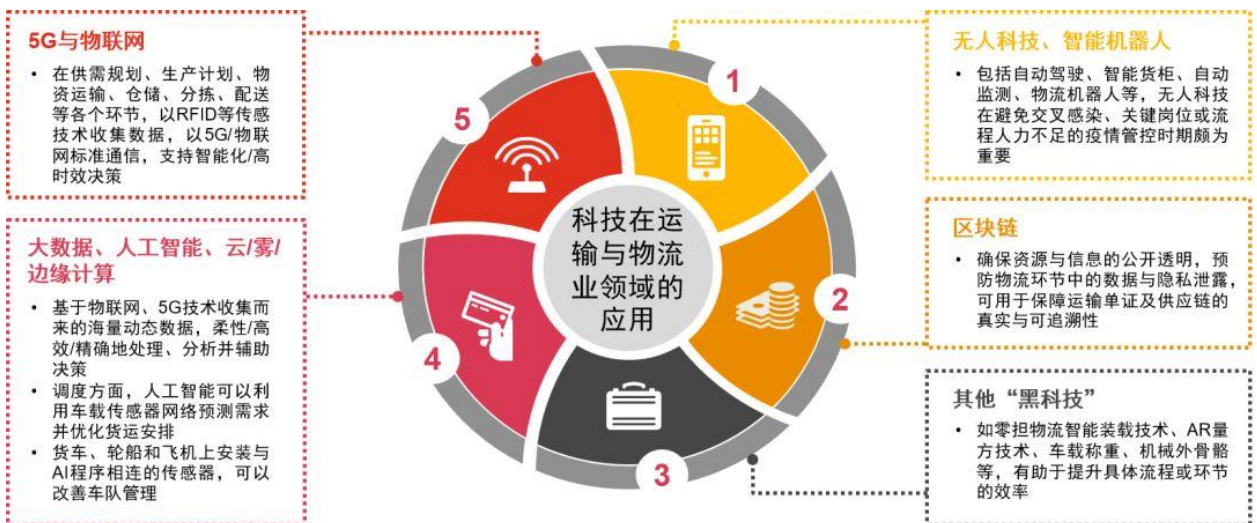 5G与物联网
• 在供需规划、生产计划、物
资运输、仓储、分拣、配送
等各个环节，以RFID等传感
技术收集数据，以5G/物联
网标准通信，支持智能化/高
时效决策
大数据、人工智能、云/雾/
边缘计算
• 基于物联网、5G技术收集而
来的海量动态数据，柔性/高
效/精确地处理、分析并辅助
决策
• 调度方面，人工智能可以利
用车载传感器网络预测需求
并优化货运安排
• 货车、轮船和飞机上安装与
AI程序相连的传感器，可以
改善车队管理
科技在运
输与物流
业领域的
应用
1
2
3
4
5
无人科技、智能机器人
• 包括自动驾驶、智能货柜、自动
监测、物流机器人等，无人科技
在避免交叉感染、关键岗位或流
程人力不足的疫情管控时期颇为
重要
区块链
• 确保资源与信息的公开透明，预
防物流环节中的数据与隐私泄露，
可用于保障运输单证及供应链的
真实与可追溯性
其他“黑科技”
• 如零担物流智能装载技术、AR量
方技术、车载称重、机械外骨骼
等，有助于提升具体流程或环节
的效率